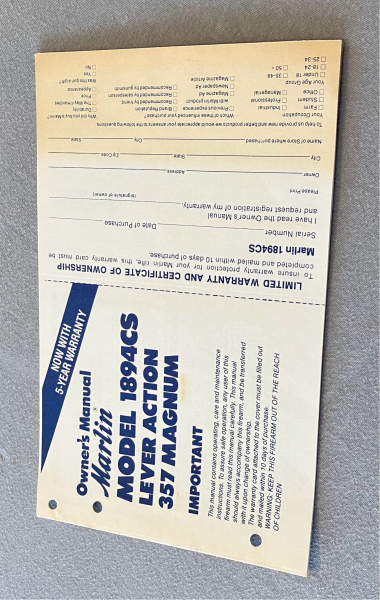 Owner's Manual
Marlin®
MODEL 1894CS
LEVER ACTION
357 MAGNUM
NOW WITH
5-YEAR WARRANTY
IMPORTANT
This manual contains operating, care and maintenance
instructions. To assure safe operation, any user of this
firearm must read this manual carefully. This manual
should always accompany this firearm, and be transferred
with it upon change of ownership.
The warranty card attached to the cover must be filled out
and mailed within 10 days of purchase.
WARNING: KEEP THIS FIREARM OUT OF THE REACH
OF CHILDREN
LIMITED WARRANTY AND CERTIFICATE OF OWNERSHIP
To insure warranty protection for your Marlin rifle, this warranty card must be
completed and mailed within 10 days of purchase.
Marlin 1894CS
Serial Number
Date of Purchase
I have read the Owner's Manual
and request registration of my warranty.
(signature of owner)
Please Print
Owner
Address
City
State
Zip Code
Name of Store where purchased
City
State
To help us provide new and better products we would appreciate your answers to the following questions
Your Occupation
Farm
Industrial
Student
Professional
Office
Managerial
Your Age Group
Under 18
35-49
18-24
50 +
25-34
Which of these influenced your purchase?
Previous experience
with Marlin product
Magazine Ad
Newspaper Ad
Magazine Article
Brand Reputation
Recommended by friend
Recommended by salesperson
Recommended by gunsmith
Why did you buy Marlin?
Durability
The Way it Handles
Price
Appearance
Was this gun a gift?
Yes
No